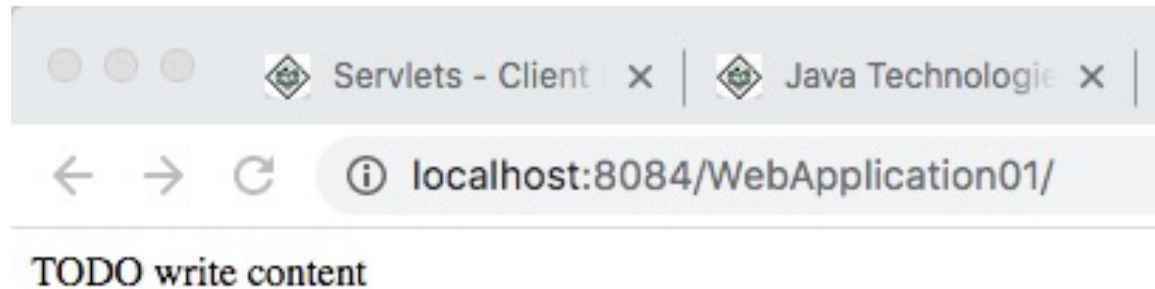 Servlets - Client
Java Technologie
localhost:8084/WebApplication01/
TODO write content